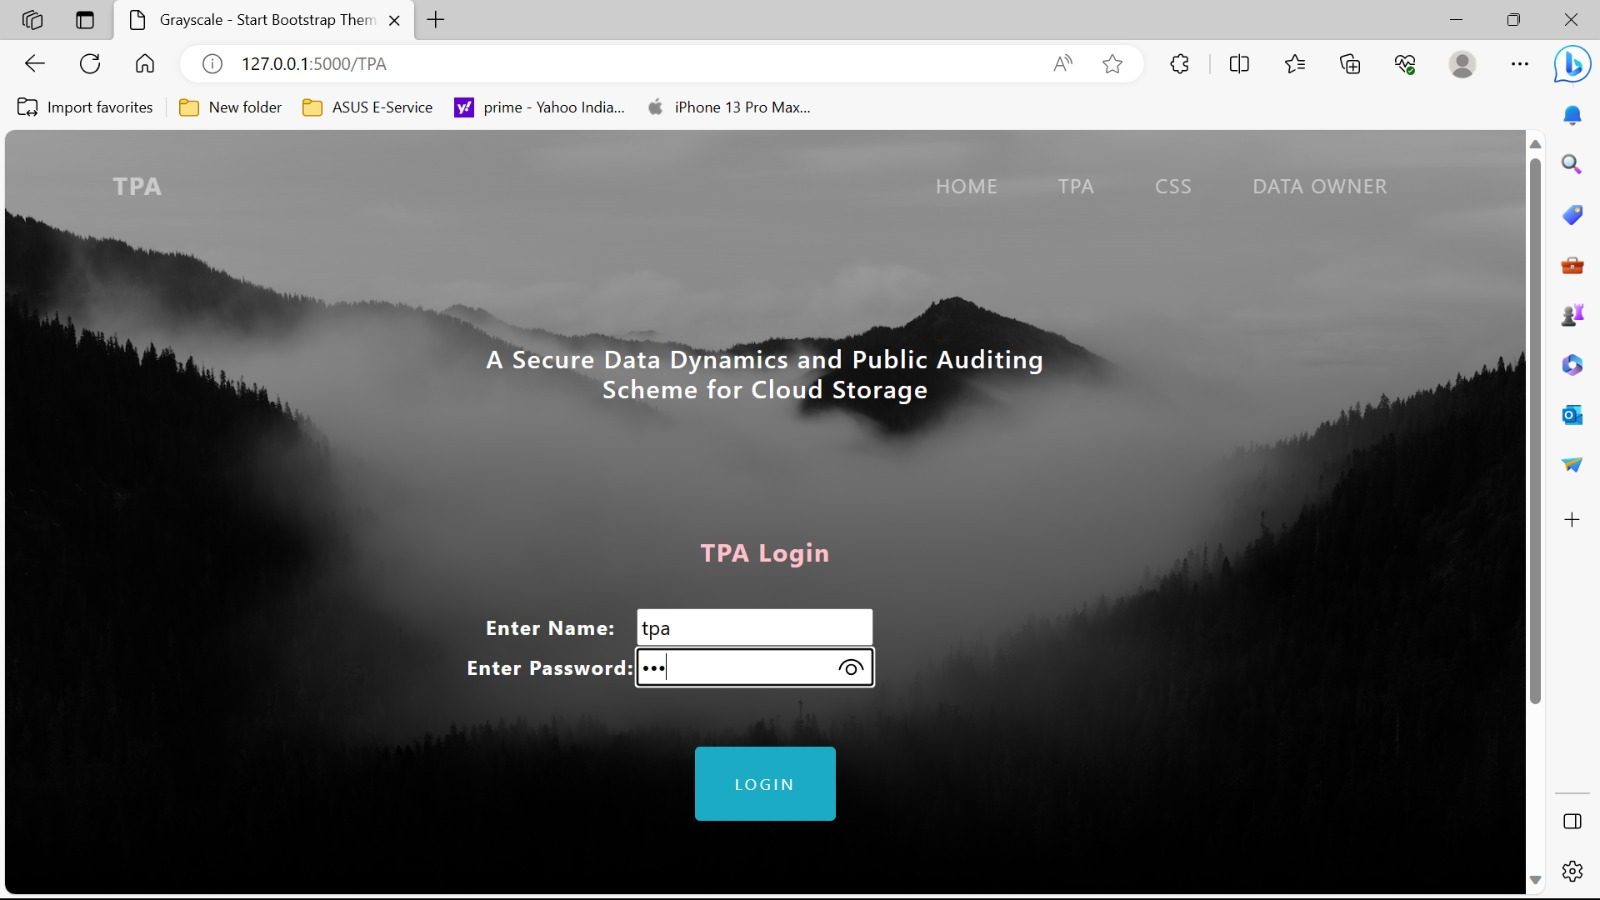 Grayscale - Start Bootstrap Them
127.0.0.1:5000/TPA
Import favorites
New folder
ASUS E-Service
prime - Yahoo India...
iPhone 13 Pro Max...
TPA
HOME
TPA
CSS
DATA OWNER
A Secure Data Dynamics and Public Auditing
Scheme for Cloud Storage
TPA Login
Enter Name: tpa
Enter Password: •••
LOGIN